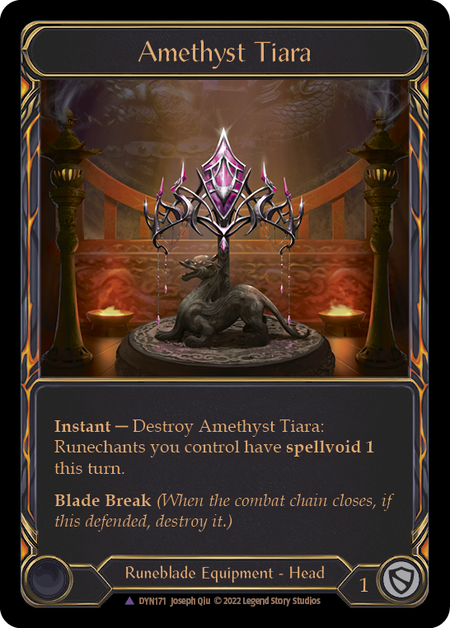 Amethyst Tiara
Instant — Destroy Amethyst Tiara:
Runechants you control have spellvoid 1
this turn.
Blade Break (When the combat chain closes, if
this defended, destroy it.)
Runeblade Equipment - Head
1
DYN171 Joseph Qiu © 2022 Legend Story Studios